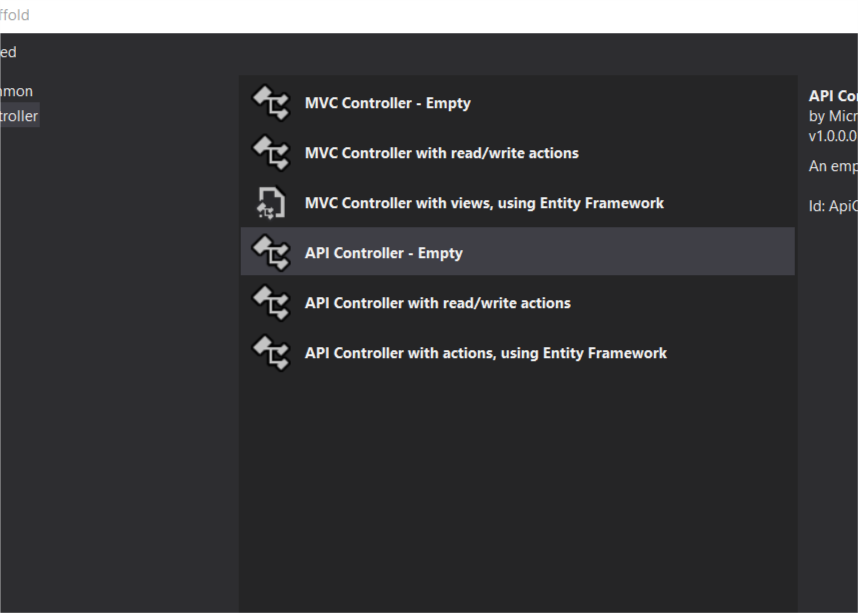 ffold
ed
mmon
troller
MVC Controller - Empty
MVC Controller with read/write actions
MVC Controller with views, using Entity Framework
API Controller - Empty
API Controller with read/write actions
API Controller with actions, using Entity Framework
API Co
by Micr
v1.0.0.0
An emp
Id: ApiC